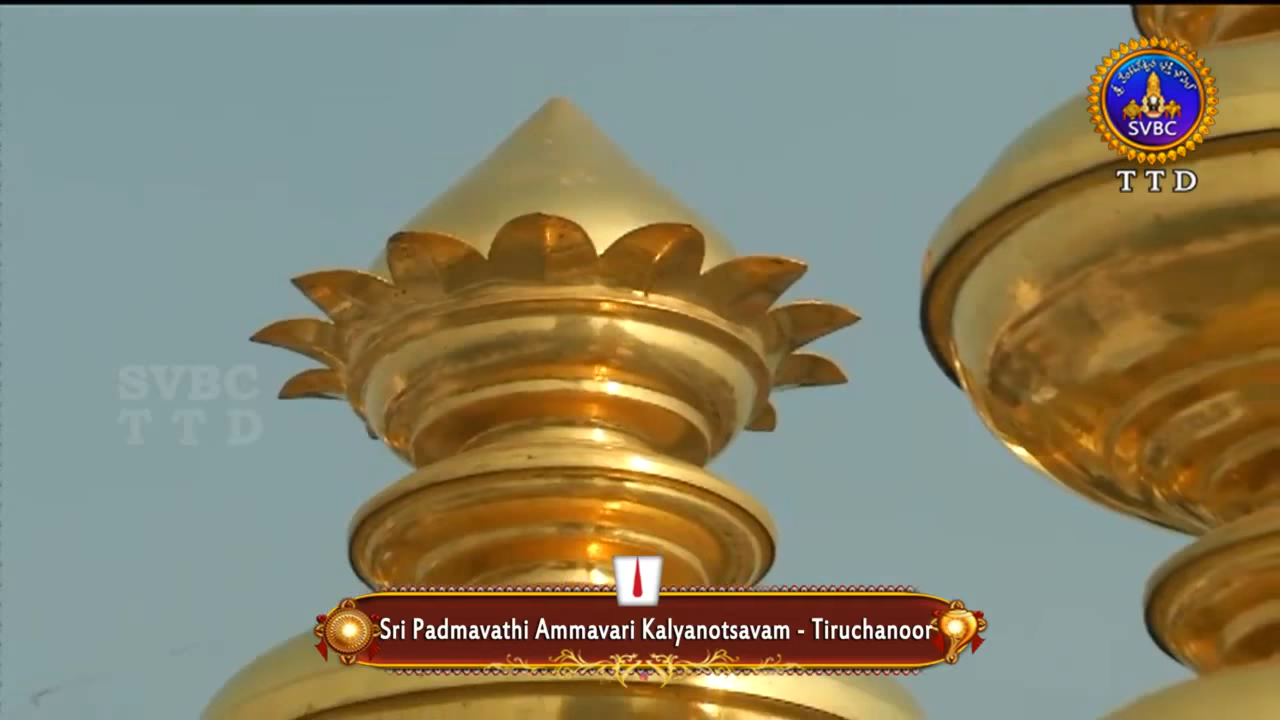 SVBC
TTD
SVBC
TTD
Sri Padmavathi Ammavari Kalyanotsavam - Tiruchanoor